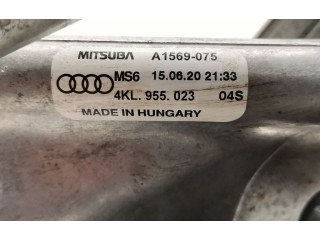 MITSUBA A1569-075
MS6 15.06.20 21:33
4KL. 955. 023 04S
MADE IN HUNGARY